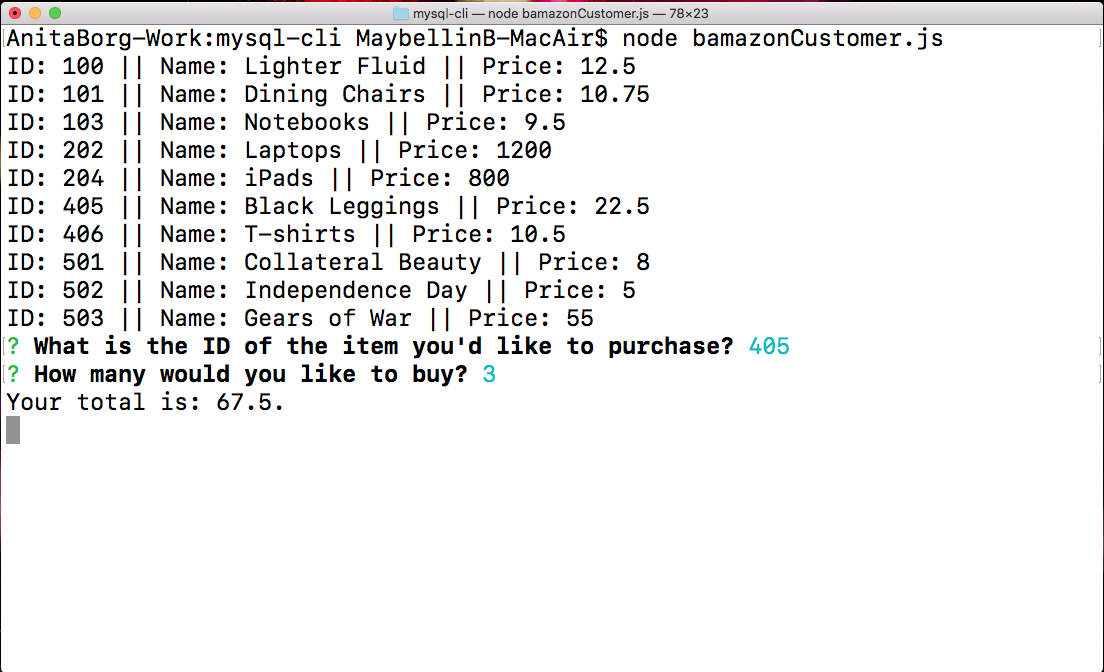 mysql-cli — node bamazonCustomer.js — 78×23
AnitaBorg-Work:mysql-cli MaybellinB-MacAir$ node bamazonCustomer.js
ID: 100 || Name: Lighter Fluid || Price: 12.5
ID: 101 || Name: Dining Chairs || Price: 10.75
ID: 103 || Name: Notebooks || Price: 9.5
ID: 202 || Name: Laptops || Price: 1200
ID: 204 || Name: iPads || Price: 800
ID: 405 || Name: Black Leggings || Price: 22.5
ID: 406 || Name: T-shirts || Price: 10.5
ID: 501 || Name: Collateral Beauty || Price: 8
ID: 502 || Name: Independence Day || Price: 5
ID: 503 || Name: Gears of War || Price: 55
? What is the ID of the item you'd like to purchase? 405
? How many would you like to buy? 3
Your total is: 67.5.